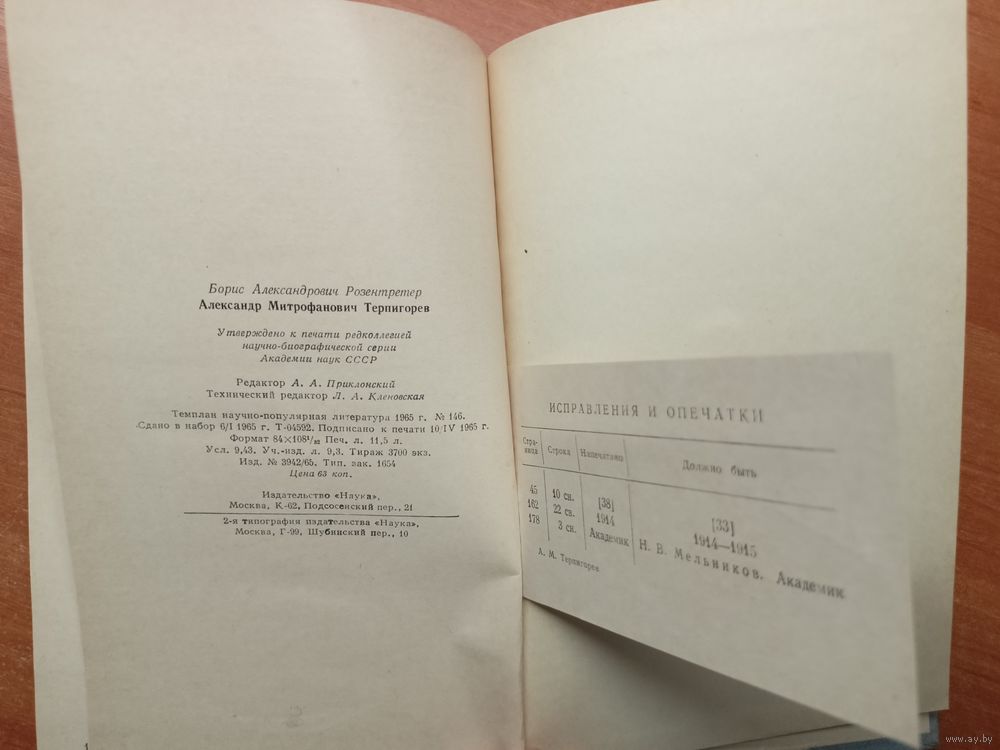 Борис Александрович Розентретер
Александр Митрофанович Терпигорев
Утверждено к печати редколлегией
научно-биографической серии
Академии наук СССР
Редактор А. А. Приклонский
Технический редактор Л. А. Кленовская
Темплан научно-популярная литература 1965 г. № 146.
Сдано в набор 6/I 1965 г. Т-04592. Подписано к печати 10/IV 1965 г.
Формат 84×108¹/₃₂ Печ. л. 11,5 л.
Усл. 9,43. Уч.-изд. л. 9,3. Тираж 3700 экз.
Изд. № 3942/65. Тип. зак. 1654
Цена 63 коп.
Издательство «Наука»,
Москва, К-62, Подсосенский пер., 21
2-я типография издательства «Наука»,
Москва, Г-99, Шубинский пер., 10
ИСПРАВЛЕНИЯ И ОПЕЧАТКИ
Стра-
ница Строка Напечатано Должно быть
45 10 сн. [38] [33]
162 22 св. 1914 1914—1915
178 3 сн. Академик Н. В. Мельников. Академик
А. М. Терпигорев
www.ay.by